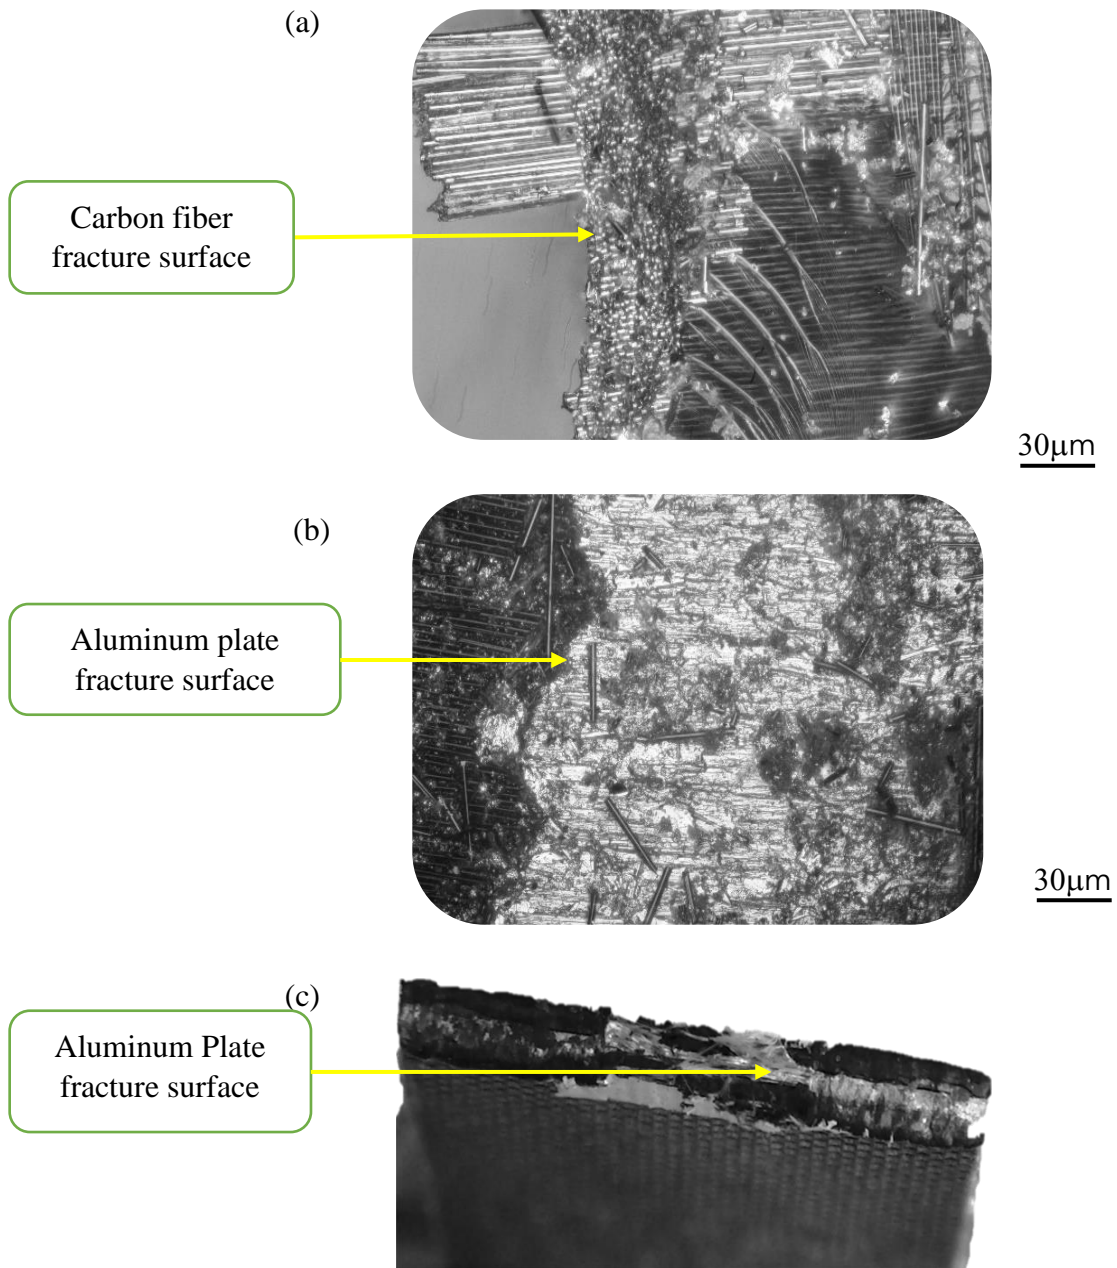 (a)
Carbon fiber
fracture surface
30μm
(b)
Aluminum plate
fracture surface
30μm
(c)
Aluminum Plate
fracture surface